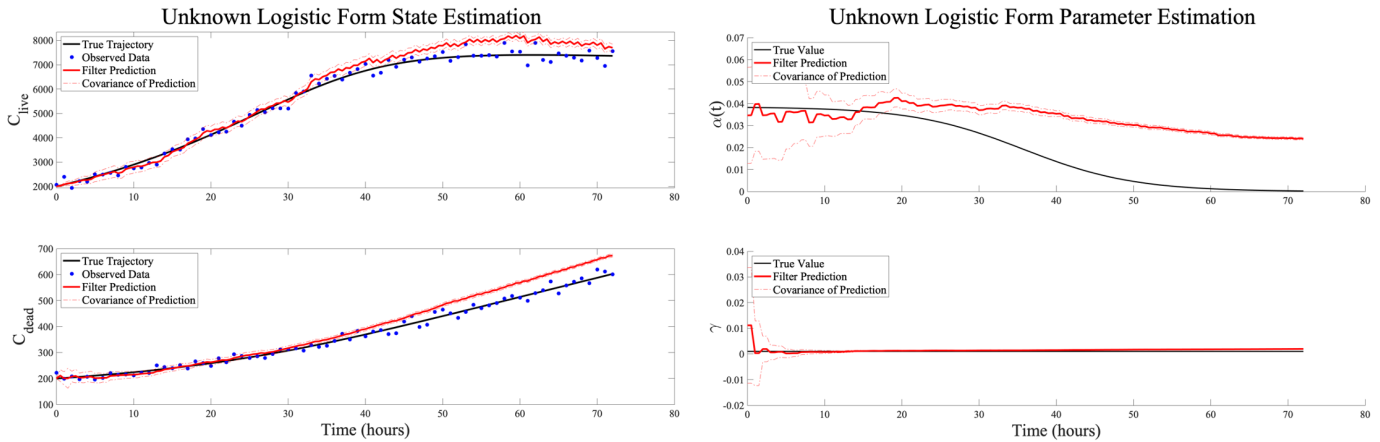 Unknown Logistic Form State Estimation
True Trajectory
Observed Data
Filter Prediction
Covariance of Prediction
C_live
8000
7000
6000
5000
4000
3000
2000
0 10 20 30 40 50 60 70 80
True Trajectory
Observed Data
Filter Prediction
Covariance of Prediction
C_dead
700
600
500
400
300
200
100
0 10 20 30 40 50 60 70 80
Time (hours)
Unknown Logistic Form Parameter Estimation
True Value
Filter Prediction
Covariance of Prediction
α(t)
0.07
0.06
0.05
0.04
0.03
0.02
0.01
0
0 10 20 30 40 50 60 70 80
True Value
Filter Prediction
Covariance of Prediction
γ
0.04
0.03
0.02
0.01
0
-0.01
-0.02
0 10 20 30 40 50 60 70 80
Time (hours)